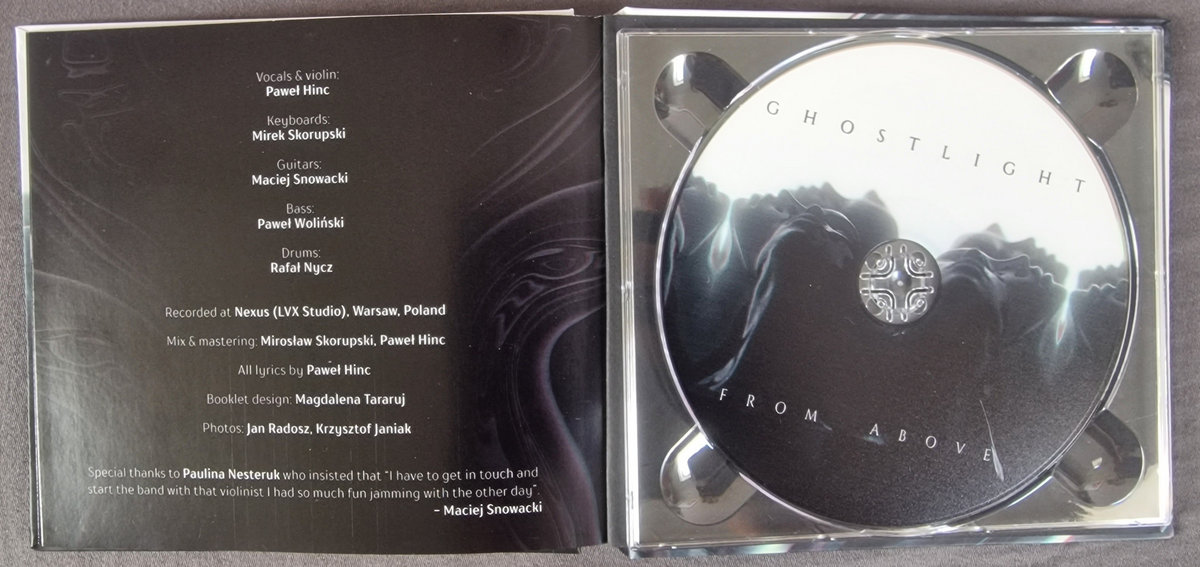 Vocals & violin:
Paweł Hinc
Keyboards:
Mirek Skorupski
Guitars:
Maciej Snowacki
Bass:
Paweł Woliński
Drums:
Rafał Nycz
Recorded at Nexus (LVX Studio), Warsaw, Poland
Mix & mastering: Mirosław Skorupski, Paweł Hinc
All lyrics by Paweł Hinc
Booklet design: Magdalena Tararuj
Photos: Jan Radosz, Krzysztof Janiak
Special thanks to Paulina Nesteruk who insisted that "I have to get in touch and
start the band with that violinist I had so much fun jamming with the other day".
– Maciej Snowacki
GHOSTLIGHT
FROM ABOVE